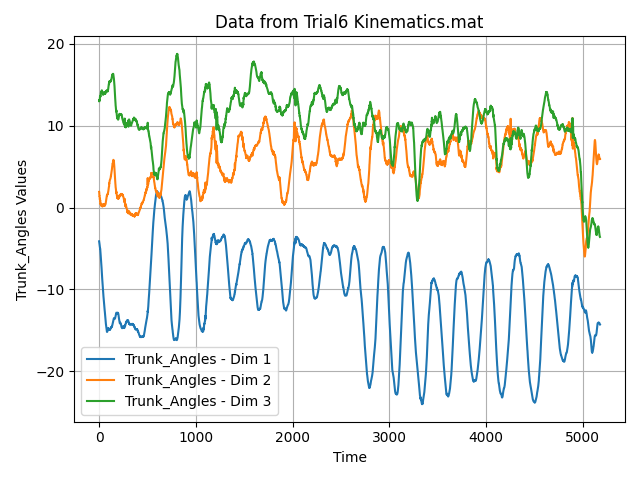 Data from Trial6 Kinematics.mat
Trunk_Angles Values
20
10
0
−10
−20
Trunk_Angles - Dim 1
Trunk_Angles - Dim 2
Trunk_Angles - Dim 3
0
1000
2000
3000
4000
5000
Time